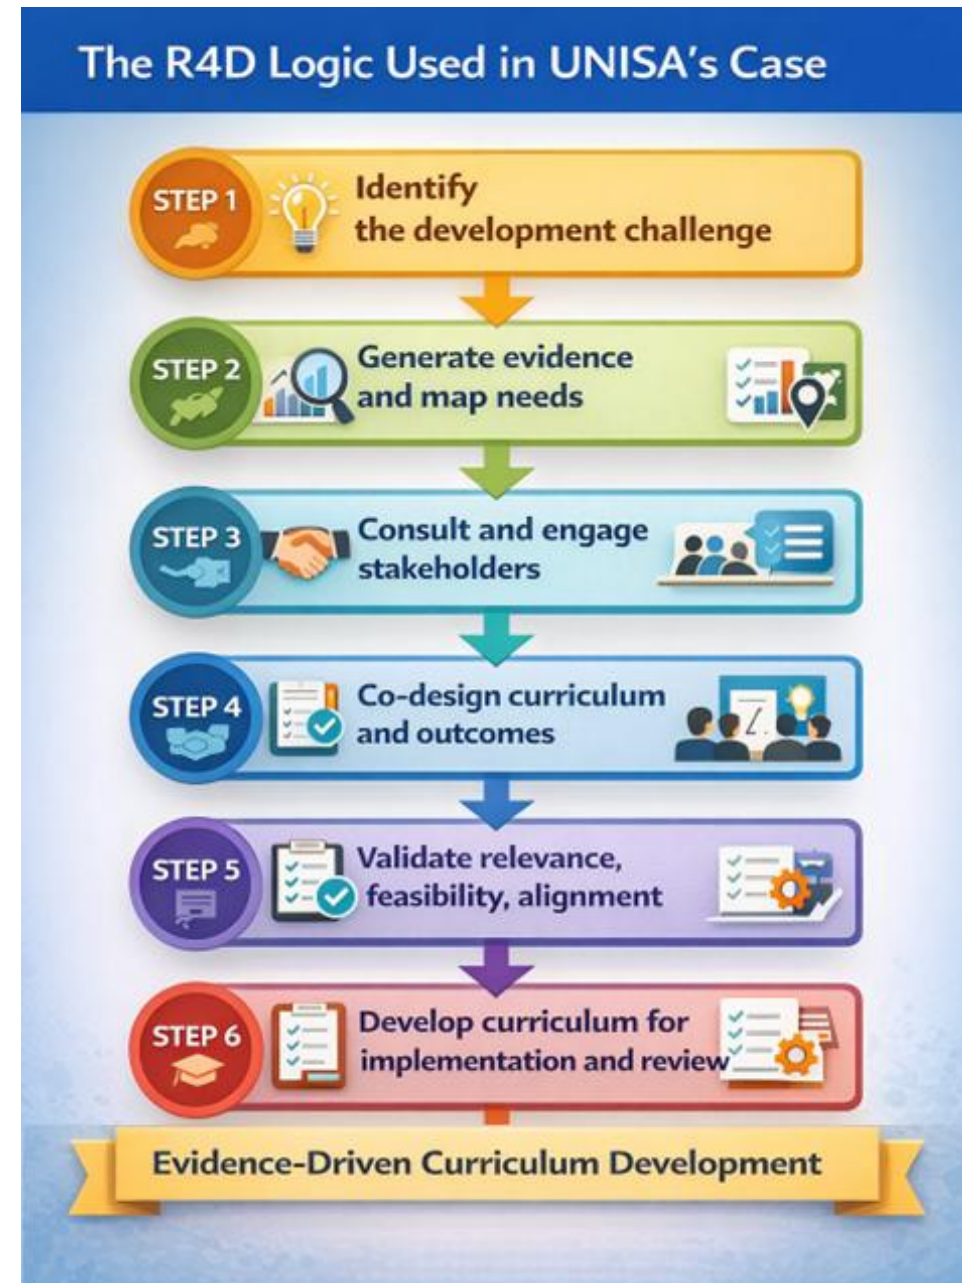 The R4D Logic Used in UNISA's Case
STEP 1
Identify
the development challenge
STEP 2
Generate evidence
and map needs
STEP 3
Consult and engage
stakeholders
STEP 4
Co-design curriculum
and outcomes
STEP 5
Validate relevance,
feasibility, alignment
STEP 6
Develop curriculum for
implementation and review
Evidence-Driven Curriculum Development